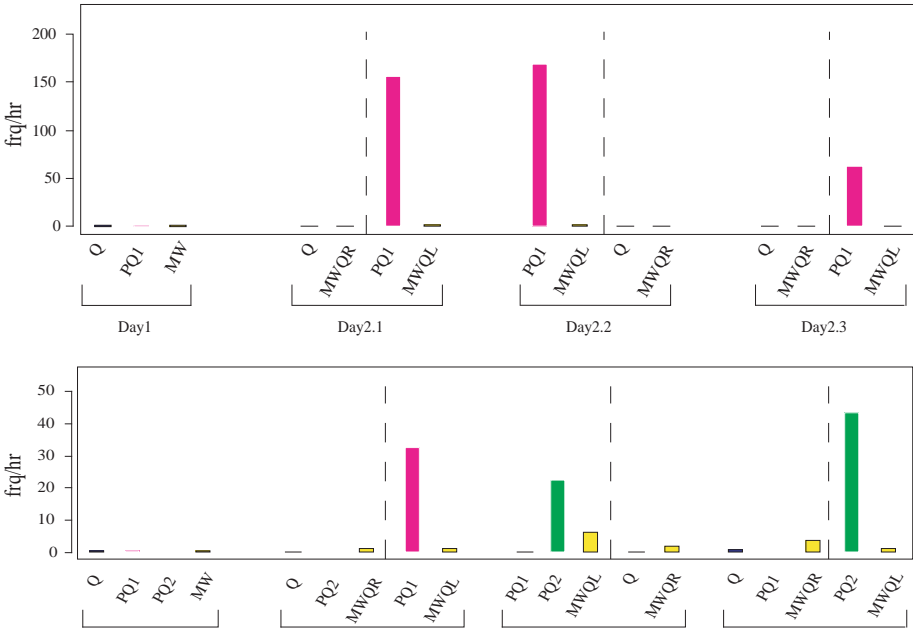 frq/hr
200
150
100
50
0
Q PQ1 MW Q MWQR PQ1 MWQL PQ1 MWQL Q MWQR Q MWQR PQ1 MWQL
Day1 Day2.1 Day2.2 Day2.3
frq/hr
50
40
30
20
10
0
Q PQ1 PQ2 MW Q PQ2 MWQR PQ1 MWQL PQ1 PQ2 MWQL Q MWQR Q PQ1 MWQR PQ2 MWQL